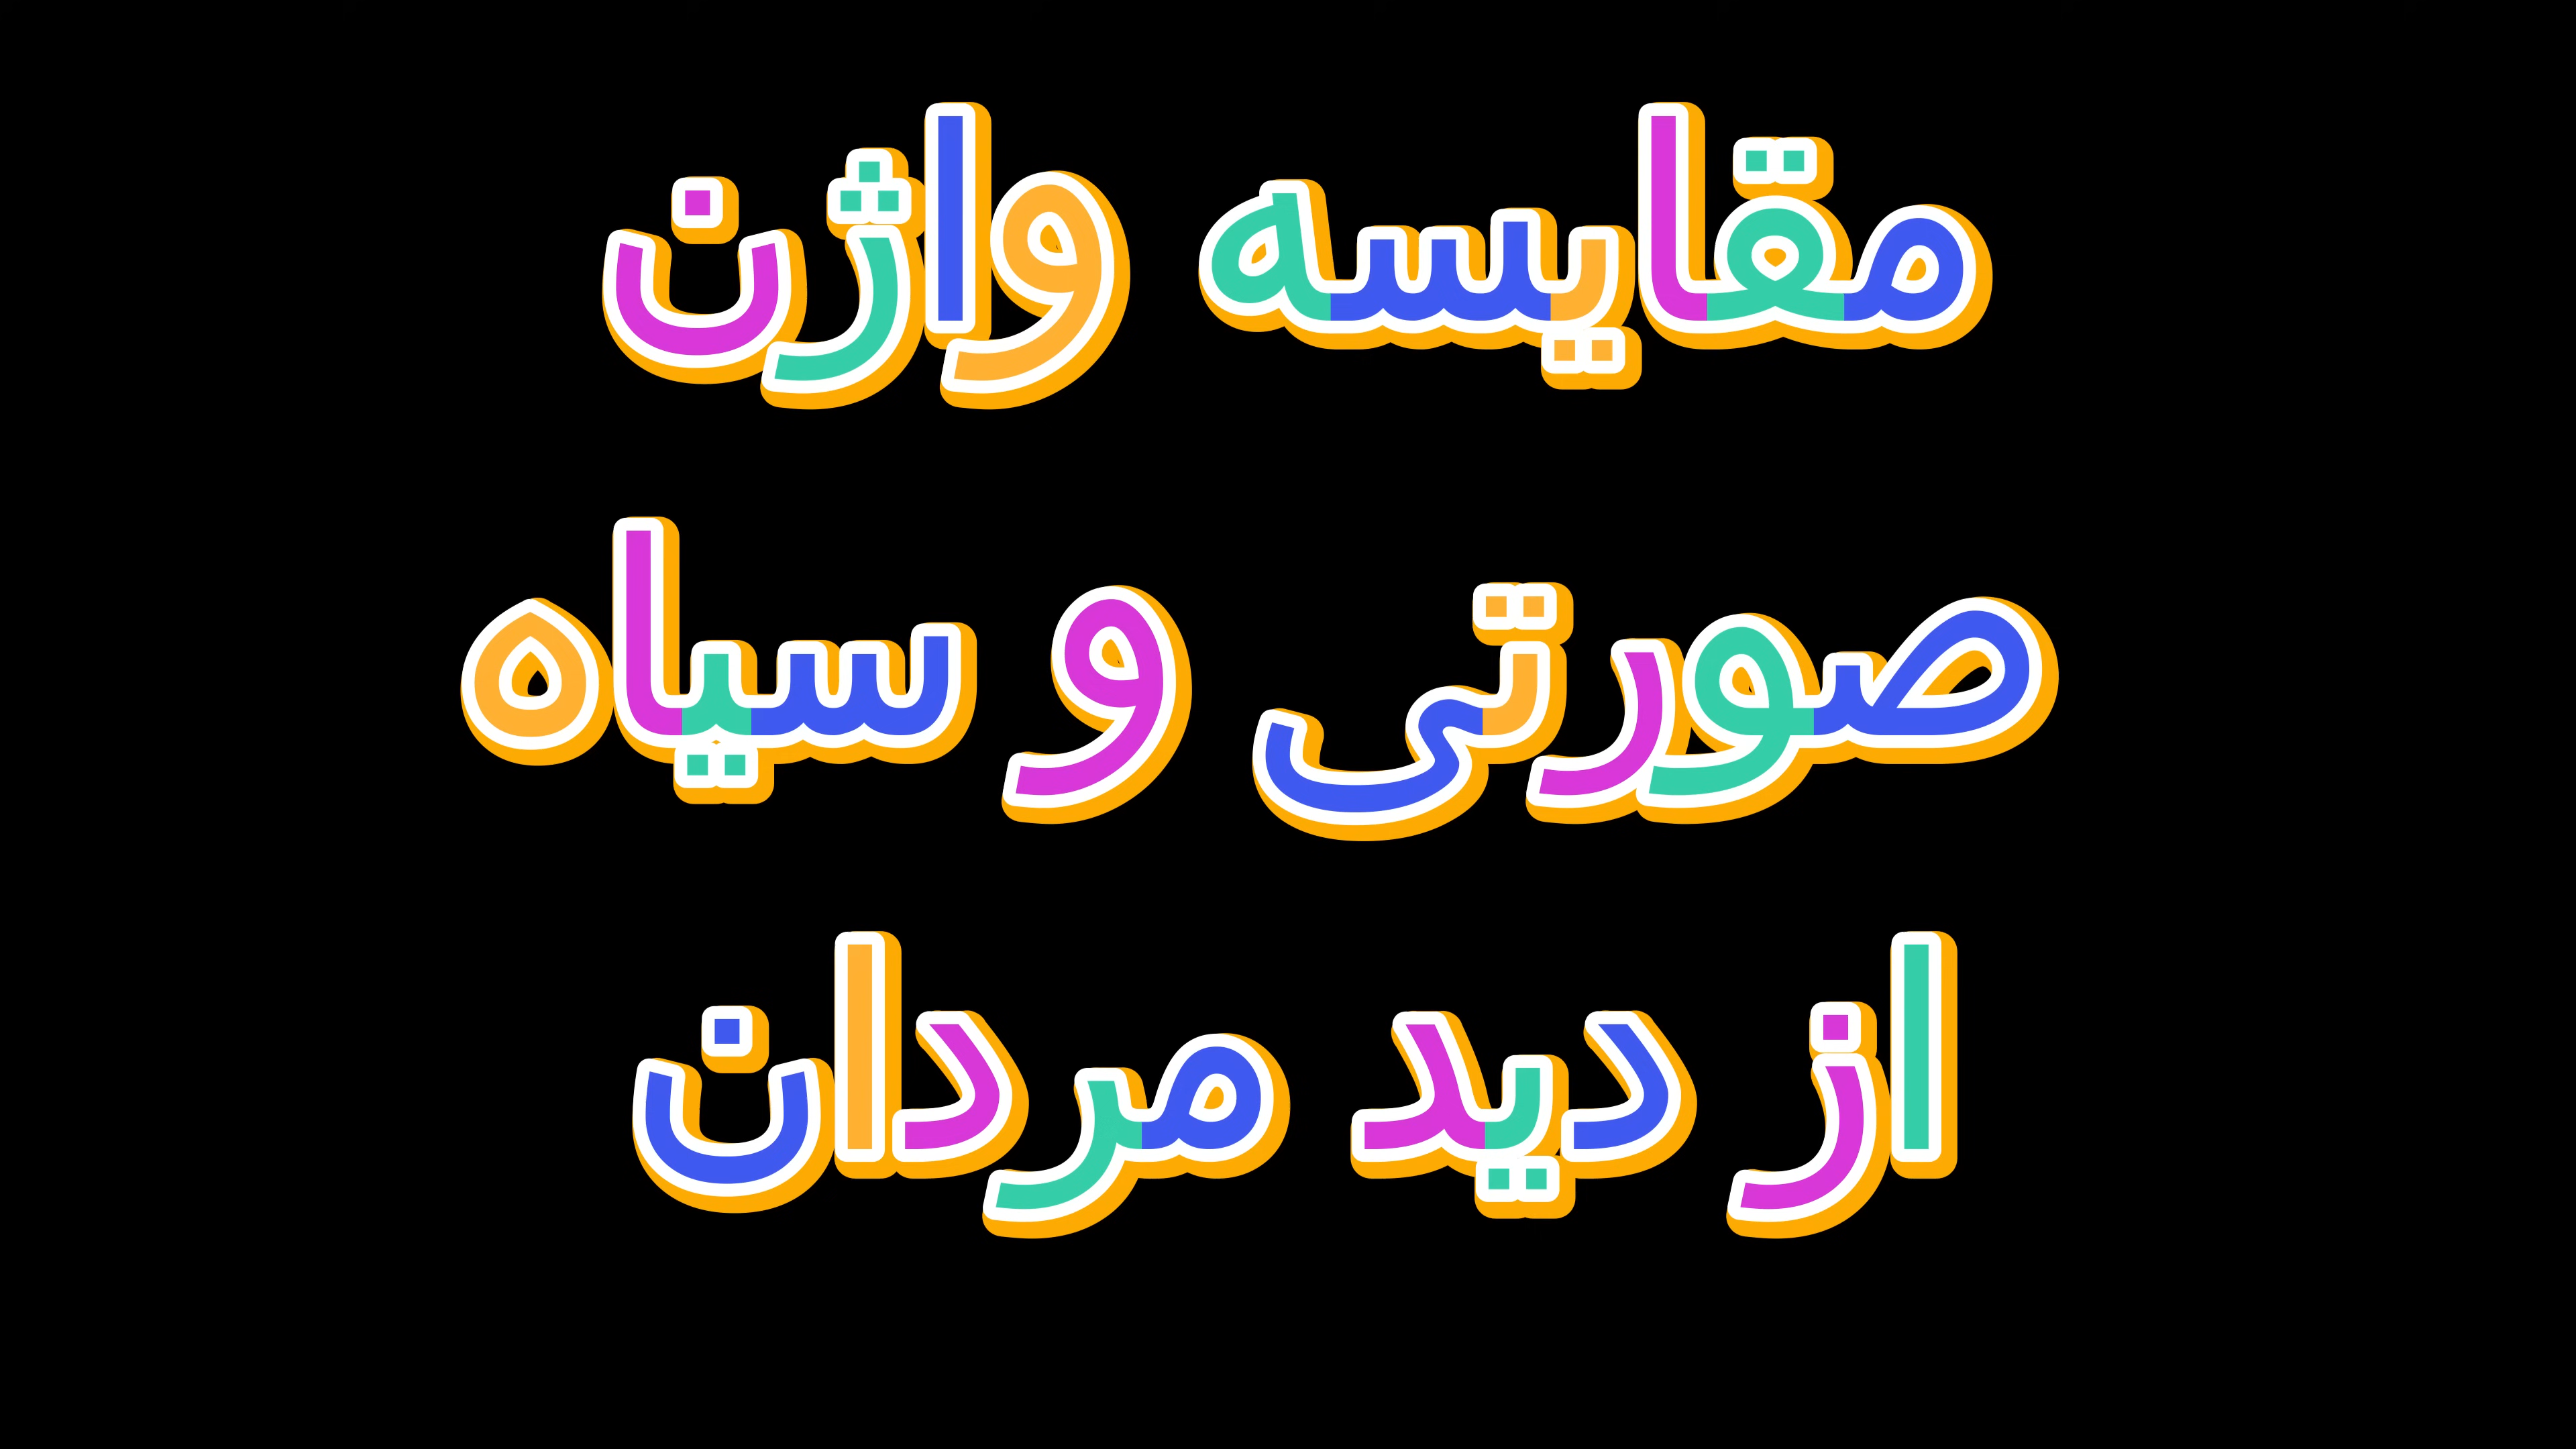 مقایسه واژن
صورتی و سیاه
از دید مردان